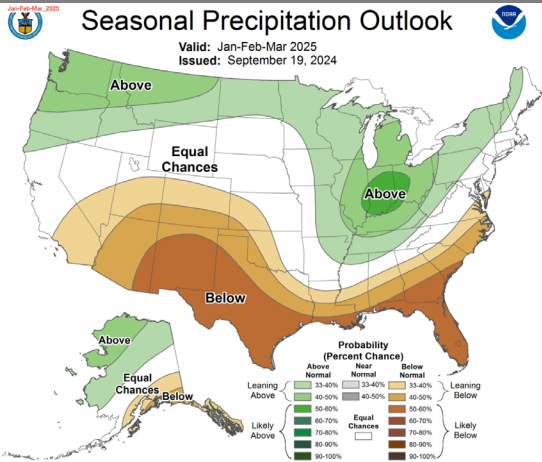 Jan-Feb-Mar_2025
Seasonal Precipitation Outlook
NOAA
Valid: Jan-Feb-Mar 2025
Issued: September 19, 2024
Above
Equal
Chances
Above
Below
Above
Equal
Chances
Below
Probability
(Percent Chance)
Above
Normal
Near
Normal
Below
Normal
Leaning
Above
33-40%
33-40%
33-40%
Leaning
Below
40-50%
40-50%
40-50%
Likely
Above
50-60%
60-70%
70-80%
80-90%
90-100%
Equal
Chances
50-60%
60-70%
70-80%
80-90%
90-100%
Likely
Below